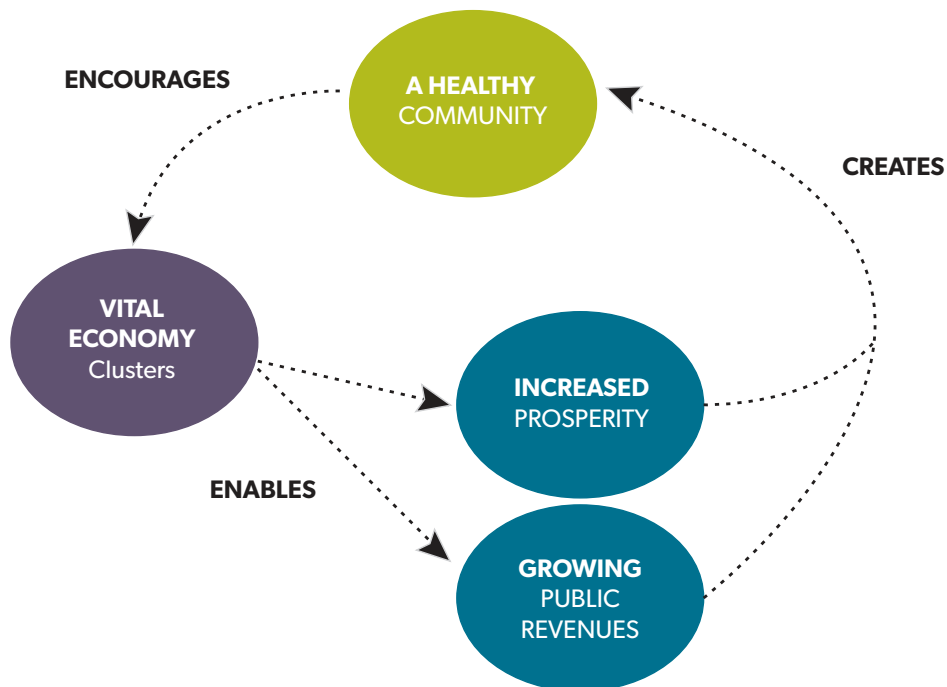 ENCOURAGES
A HEALTHY
COMMUNITY
CREATES
VITAL
ECONOMY
Clusters
INCREASED
PROSPERITY
ENABLES
GROWING
PUBLIC
REVENUES